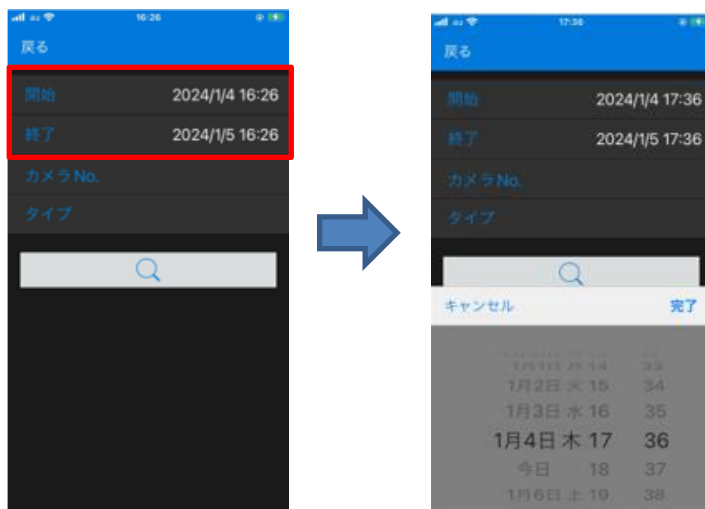 au 16:26
戻る
開始 2024/1/4 16:26
終了 2024/1/5 16:26
カメラNo.
タイプ
au 17:36
戻る
開始 2024/1/4 17:36
終了 2024/1/5 17:36
カメラNo.
タイプ
キャンセル 完了
1月2日 火 15 34
1月3日 水 16 35
1月4日 木 17 36
今日 18 37
1月6日 土 19 38